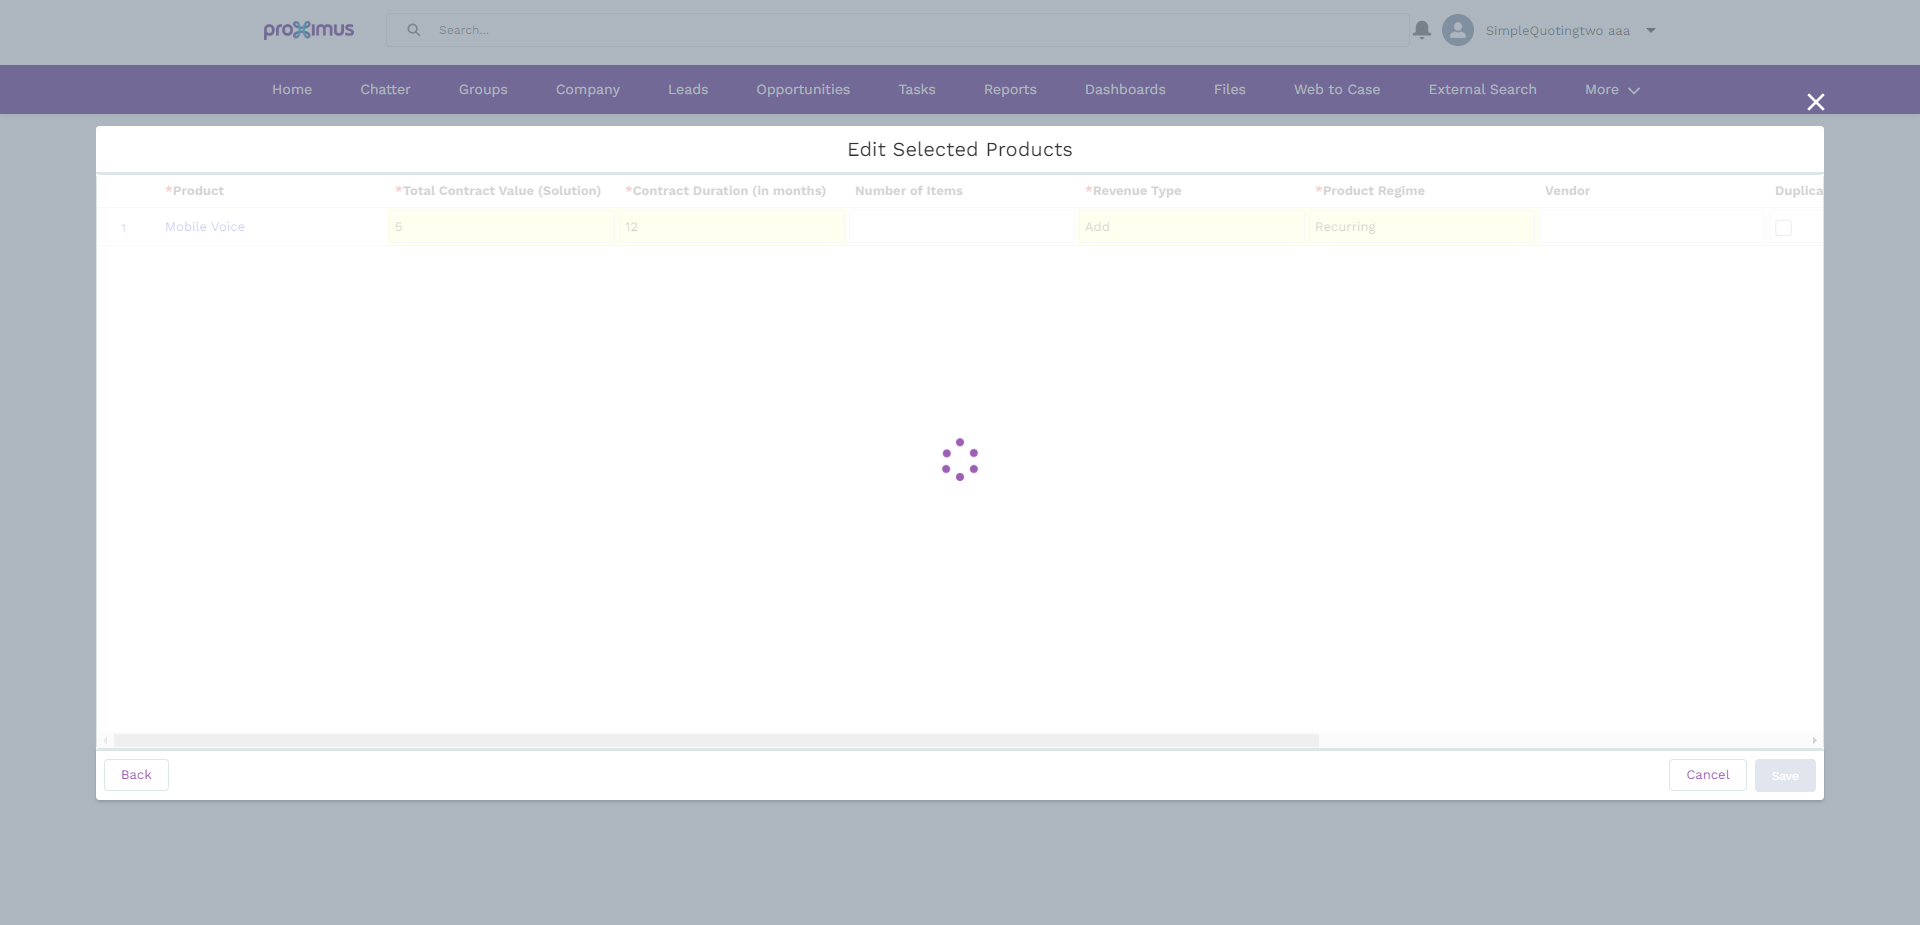 proximus
Search...
SimpleQuotingtwo aaa
Home Chatter Groups Company Leads Opportunities Tasks Reports Dashboards Files Web to Case External Search More
Edit Selected Products
*Product *Total Contract Value (Solution) *Contract Duration (in months) Number of Items *Revenue Type *Product Regime Vendor Duplica
1 Mobile Voice 5 12 Add Recurring
Back Cancel Save